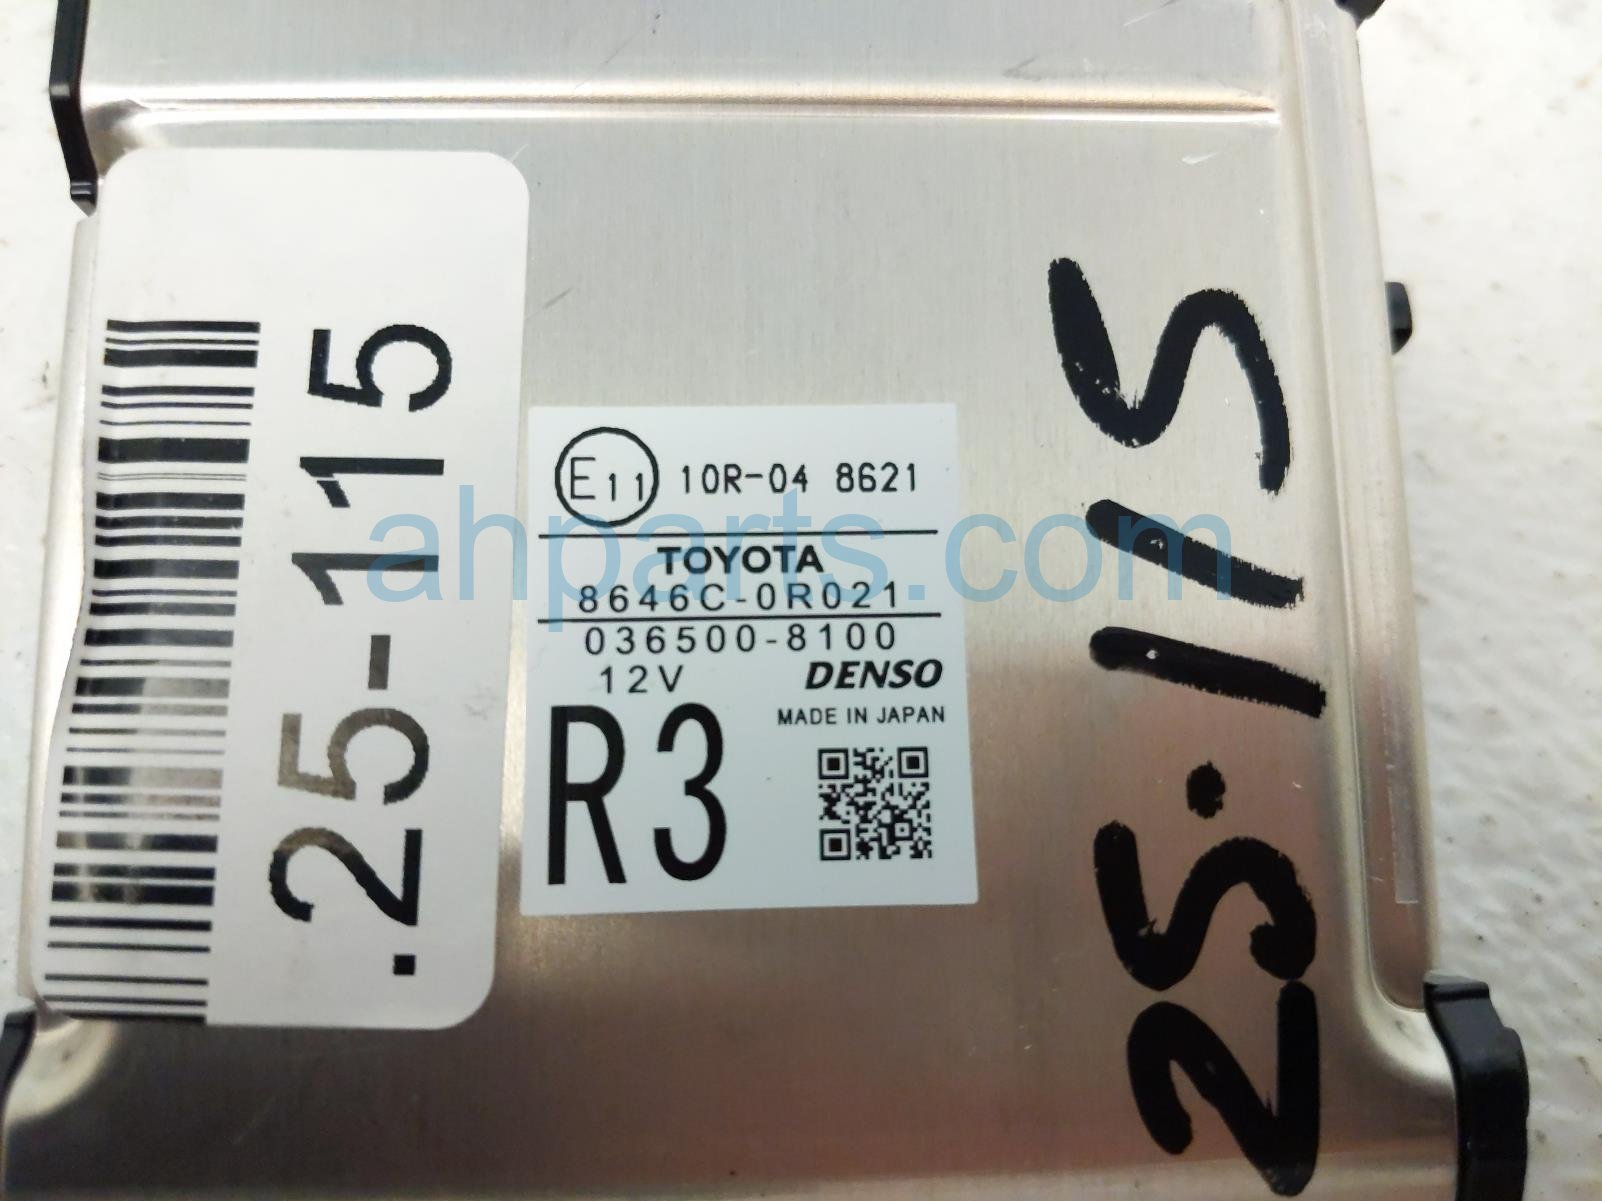 .25-115
E11 10R-04 8621
TOYOTA
8646C-0R021
036500-8100
12V DENSO
MADE IN JAPAN
R3
25.115
ahparts.com